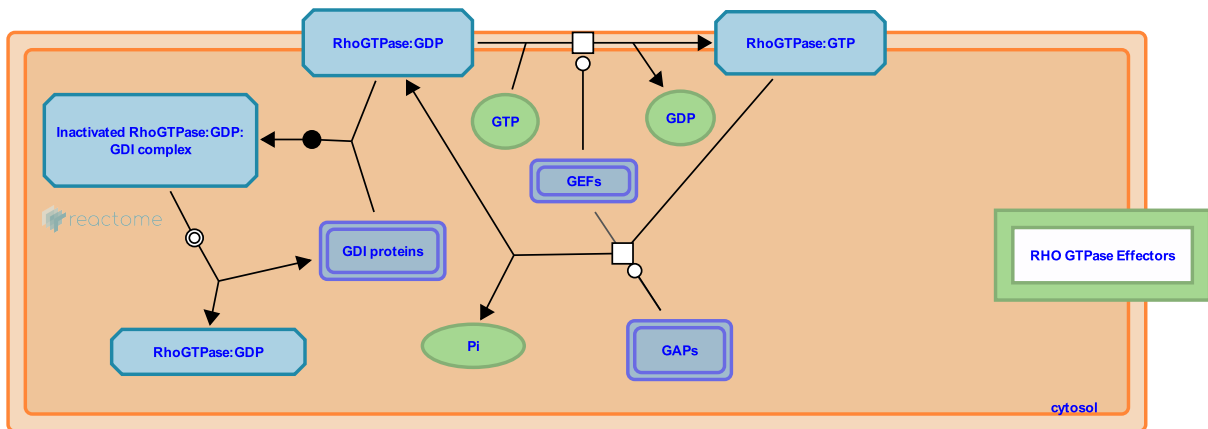 RhoGTPase:GDP
RhoGTPase:GTP
GTP
GDP
Inactivated RhoGTPase:GDP:
GDI complex
GEFs
reactome
GDI proteins
RHO GTPase Effectors
RhoGTPase:GDP
Pi
GAPs
cytosol